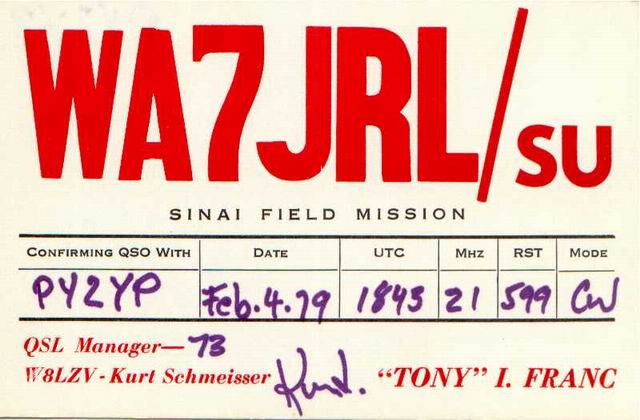 WA7JRL/SU
SINAI FIELD MISSION
CONFIRMING QSO WITH DATE UTC Mhz RST MODE
PY2YP Feb. 4. 79 1843 21 599 CW
QSL Manager— 73
W8LZV - Kurt Schmeisser Kurt. "TONY" I. FRANC